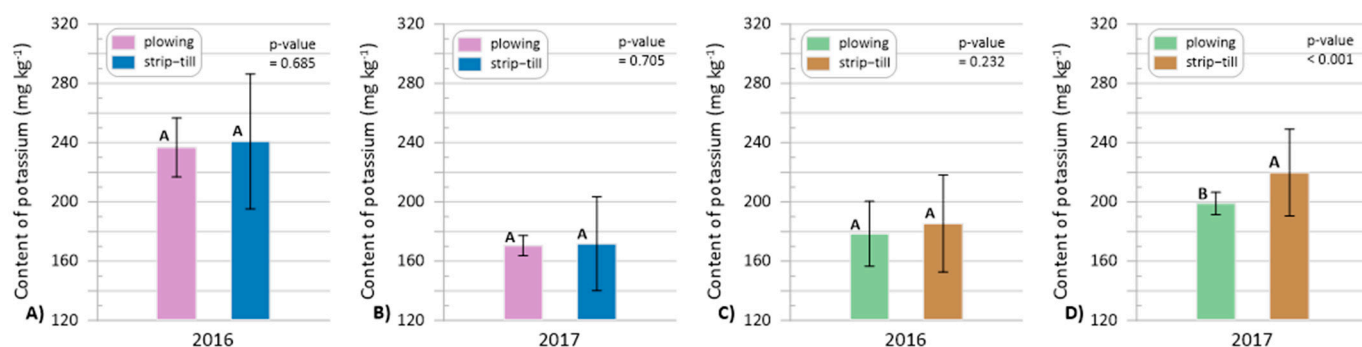 Content of potassium (mg kg⁻¹)
320
280
240
200
160
120
plowing
strip−till
p-value
= 0.685
A
A
A)
2016
Content of potassium (mg kg⁻¹)
320
280
240
200
160
120
plowing
strip−till
p-value
= 0.705
A
A
B)
2017
Content of potassium (mg kg⁻¹)
320
280
240
200
160
120
plowing
strip−till
p-value
= 0.232
A
A
C)
2016
Content of potassium (mg kg⁻¹)
320
280
240
200
160
120
plowing
strip−till
p-value
< 0.001
B
A
D)
2017